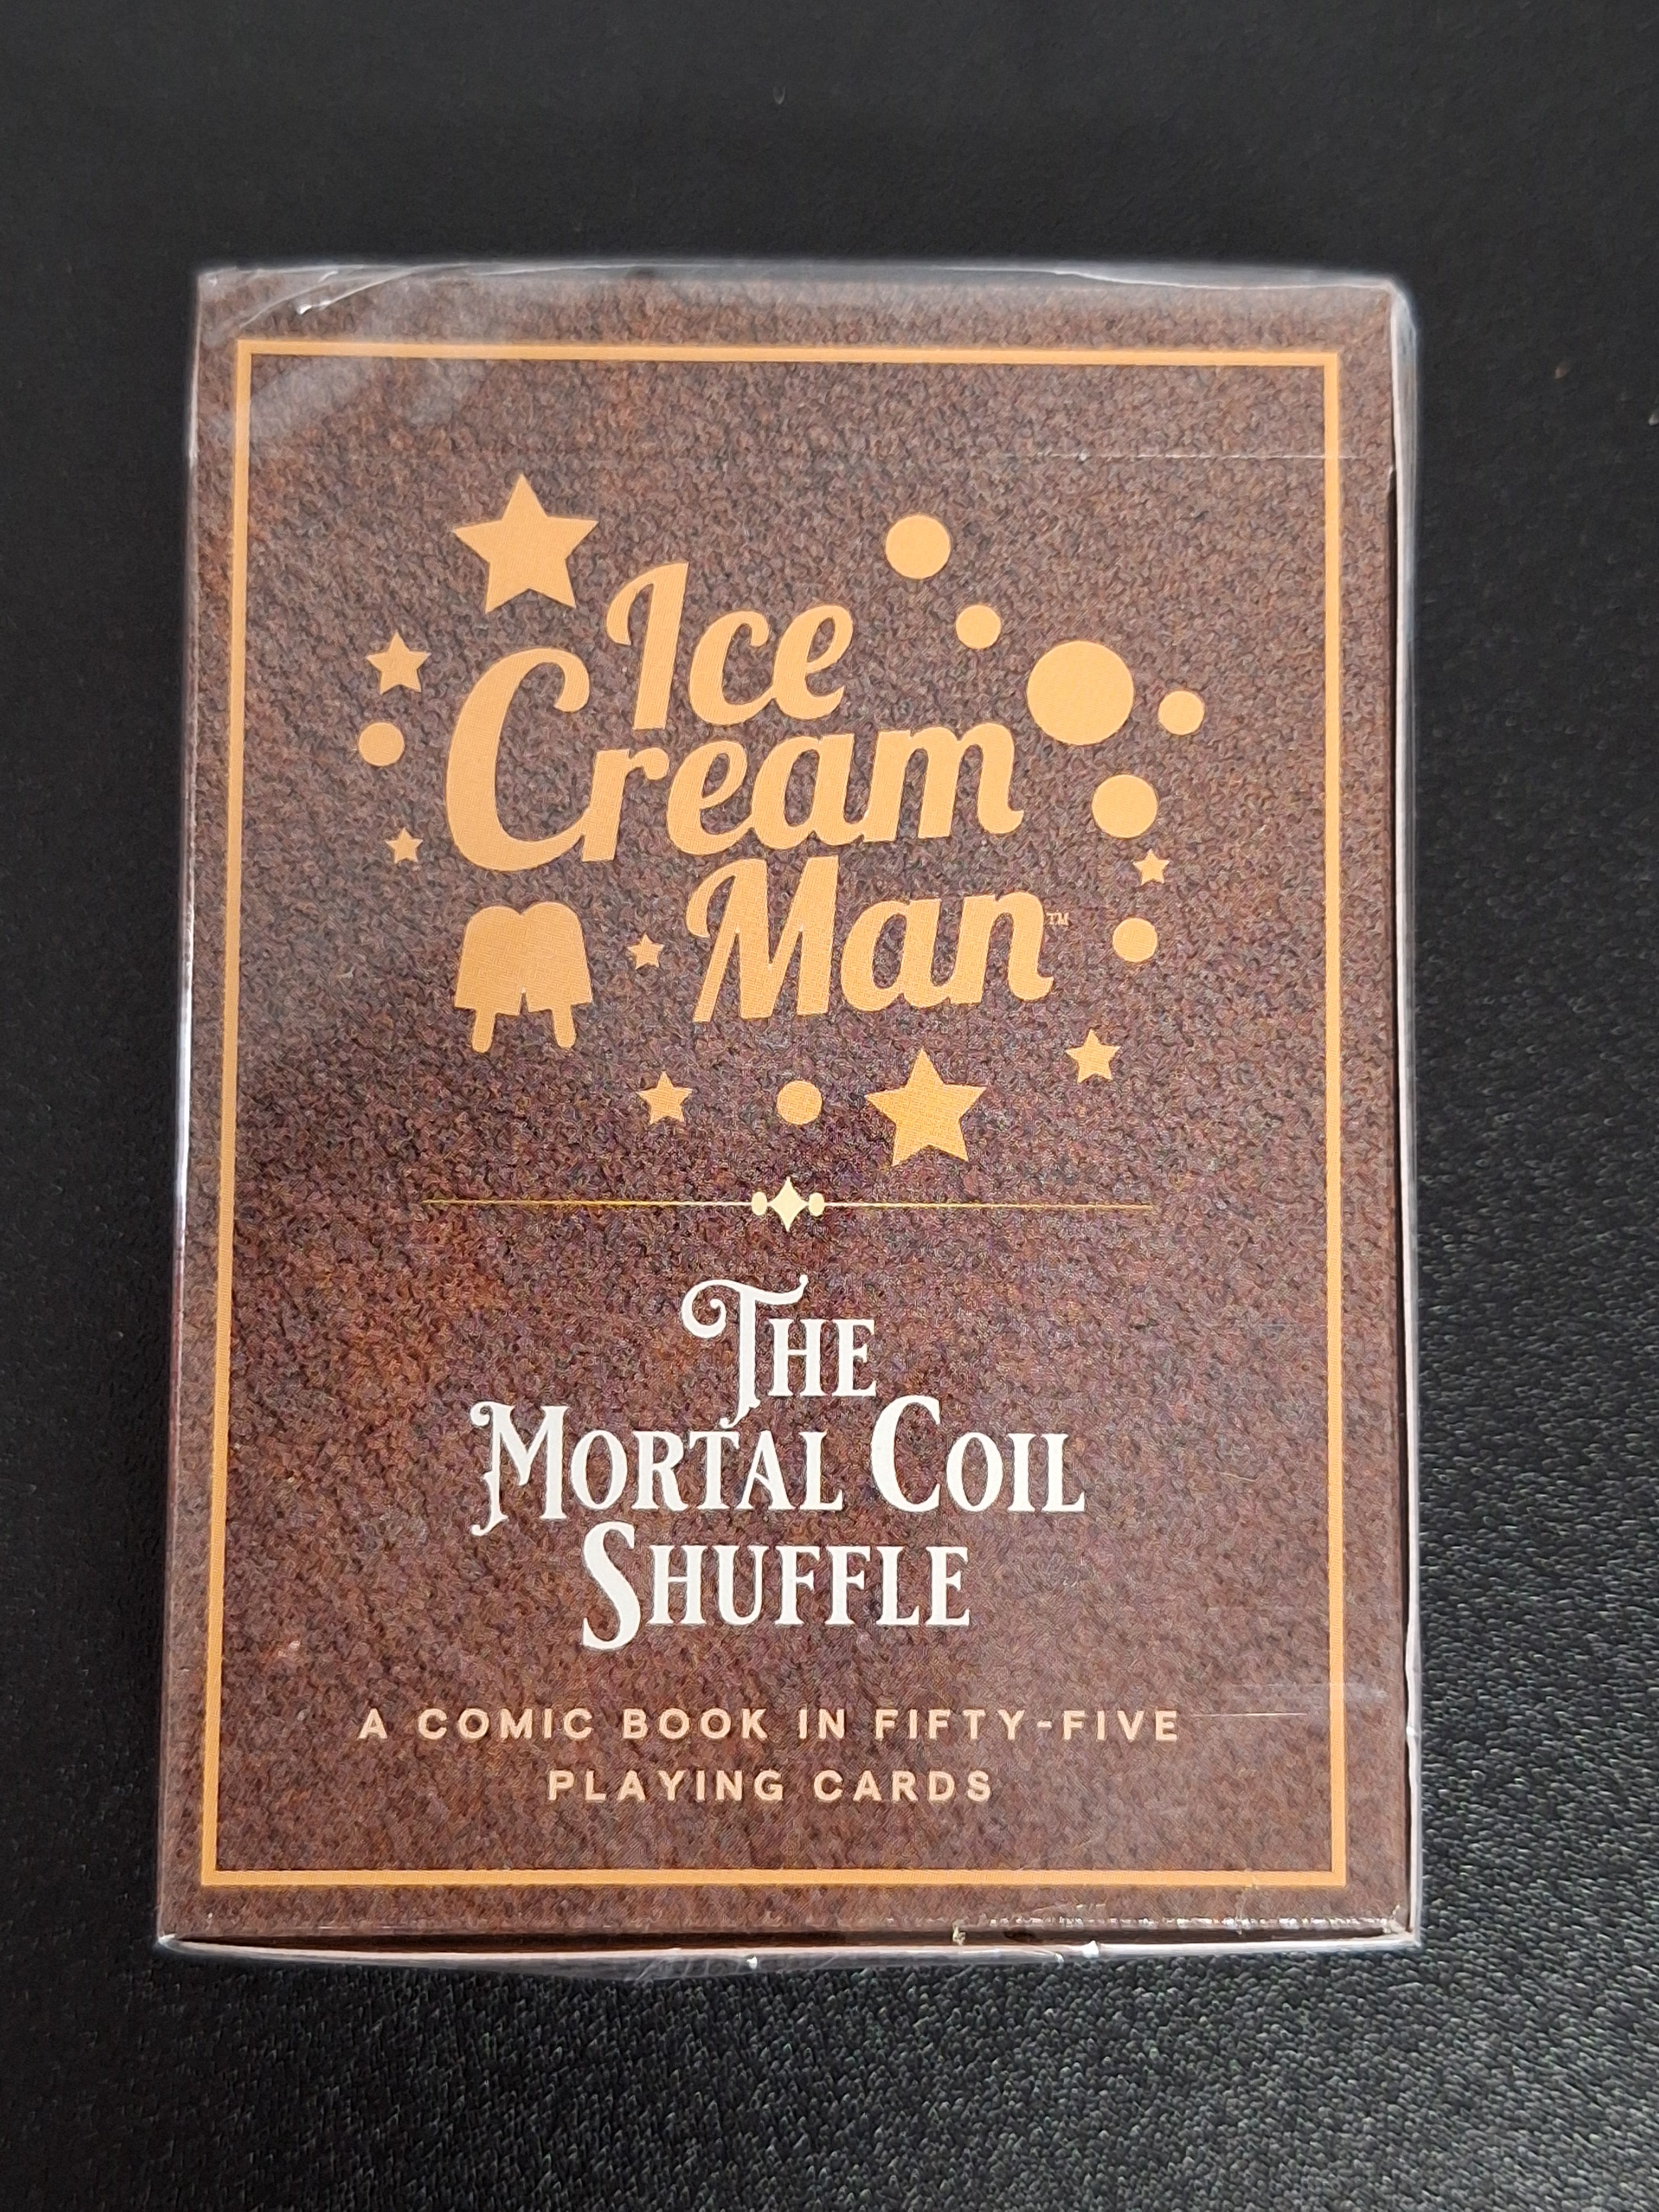 Ice
Cream
Man™
THE
MORTAL COIL
SHUFFLE
A COMIC BOOK IN FIFTY-FIVE
PLAYING CARDS